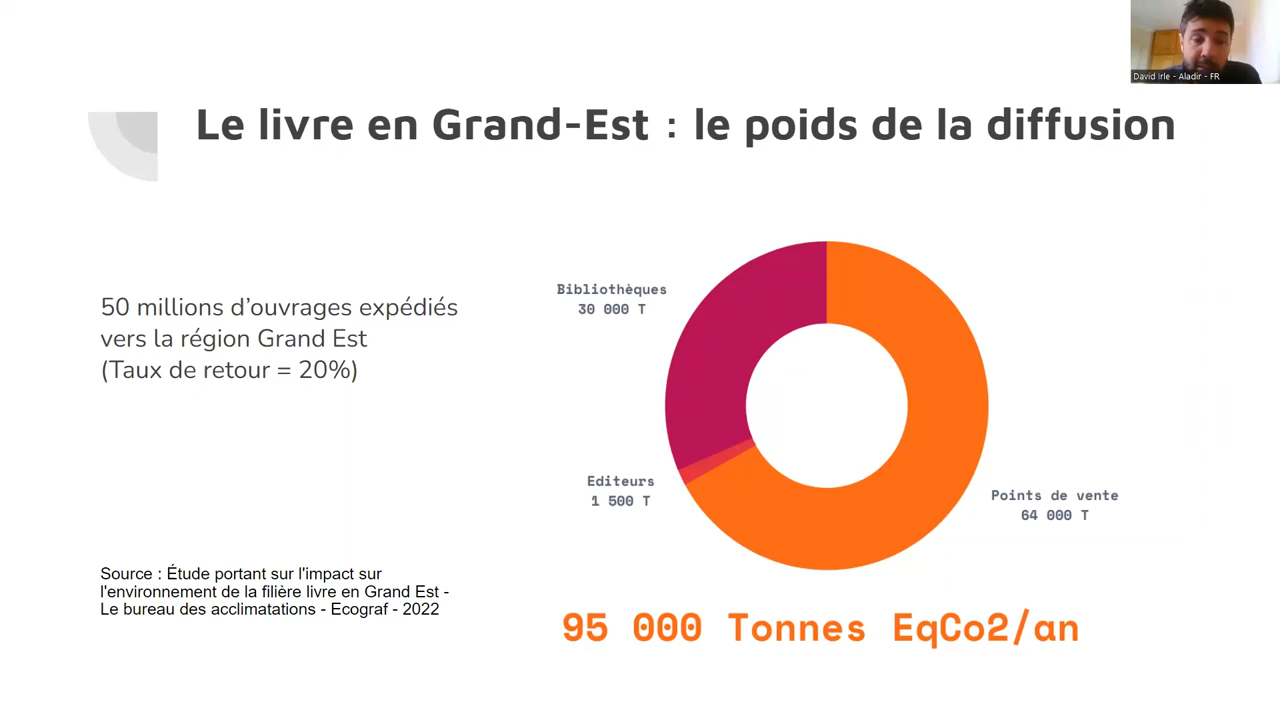 David Irle - Aladir - FR
Le livre en Grand-Est : le poids de la diffusion
50 millions d’ouvrages expédiés
vers la région Grand Est
(Taux de retour = 20%)
Bibliothèques
30 000 T
Editeurs
1 500 T
Points de vente
64 000 T
Source : Étude portant sur l'impact sur
l'environnement de la filière livre en Grand Est -
Le bureau des acclimatations - Ecograf - 2022
95 000 Tonnes EqCo2/an